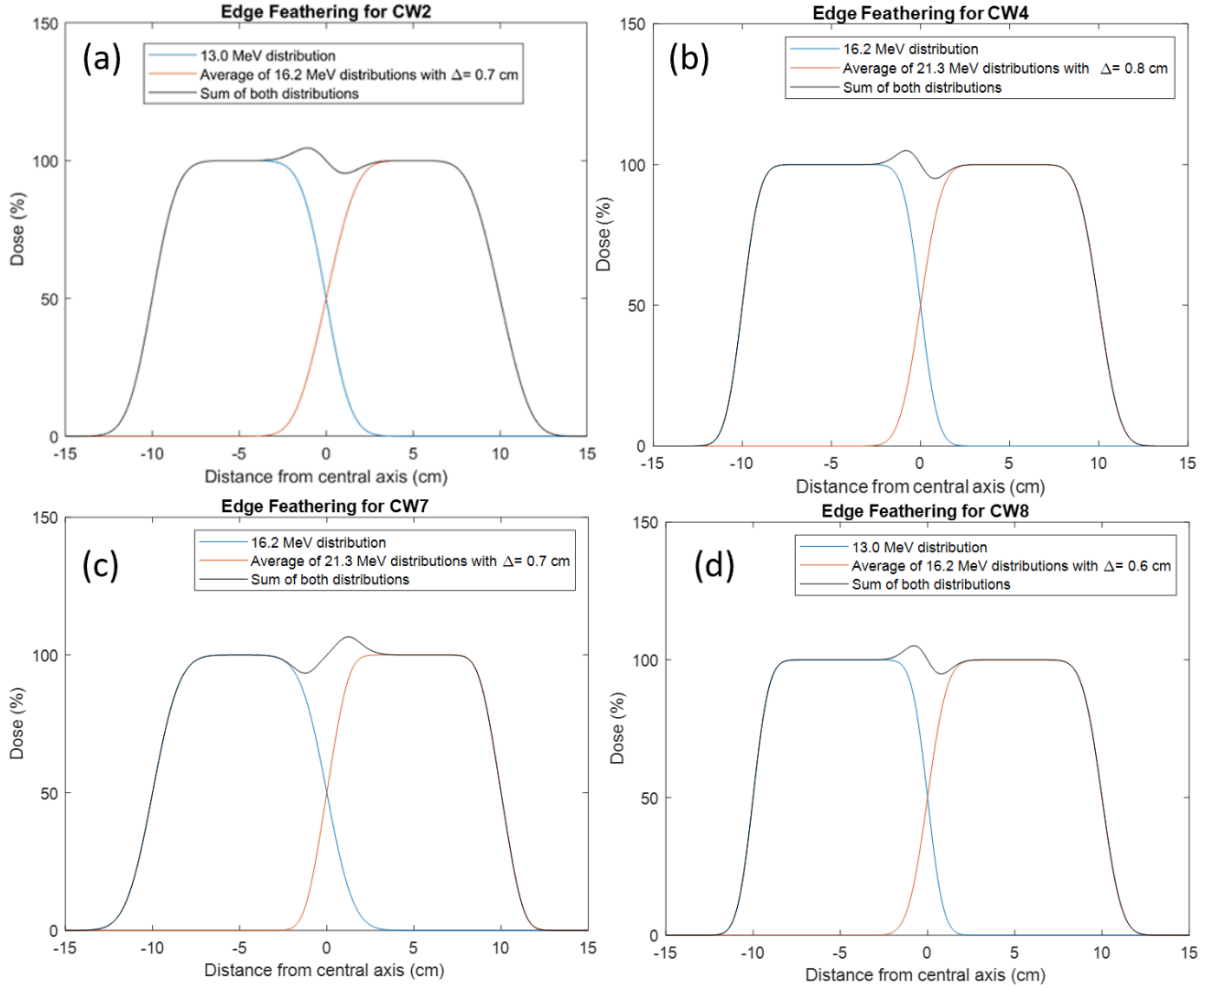 Edge Feathering for CW2
(a)
13.0 MeV distribution
Average of 16.2 MeV distributions with Δ= 0.7 cm
Sum of both distributions
150
100
50
0
Dose (%)
-15 -10 -5 0 5 10 15
Distance from central axis (cm)
Edge Feathering for CW4
(b)
16.2 MeV distribution
Average of 21.3 MeV distributions with Δ= 0.8 cm
Sum of both distributions
150
100
50
0
Dose (%)
-15 -10 -5 0 5 10 15
Distance from central axis (cm)
Edge Feathering for CW7
(c)
16.2 MeV distribution
Average of 21.3 MeV distributions with Δ= 0.7 cm
Sum of both distributions
150
100
50
0
Dose (%)
-15 -10 -5 0 5 10 15
Distance from central axis (cm)
Edge Feathering for CW8
(d)
13.0 MeV distribution
Average of 16.2 MeV distributions with Δ= 0.6 cm
Sum of both distributions
150
100
50
0
Dose (%)
-15 -10 -5 0 5 10 15
Distance from central axis (cm)